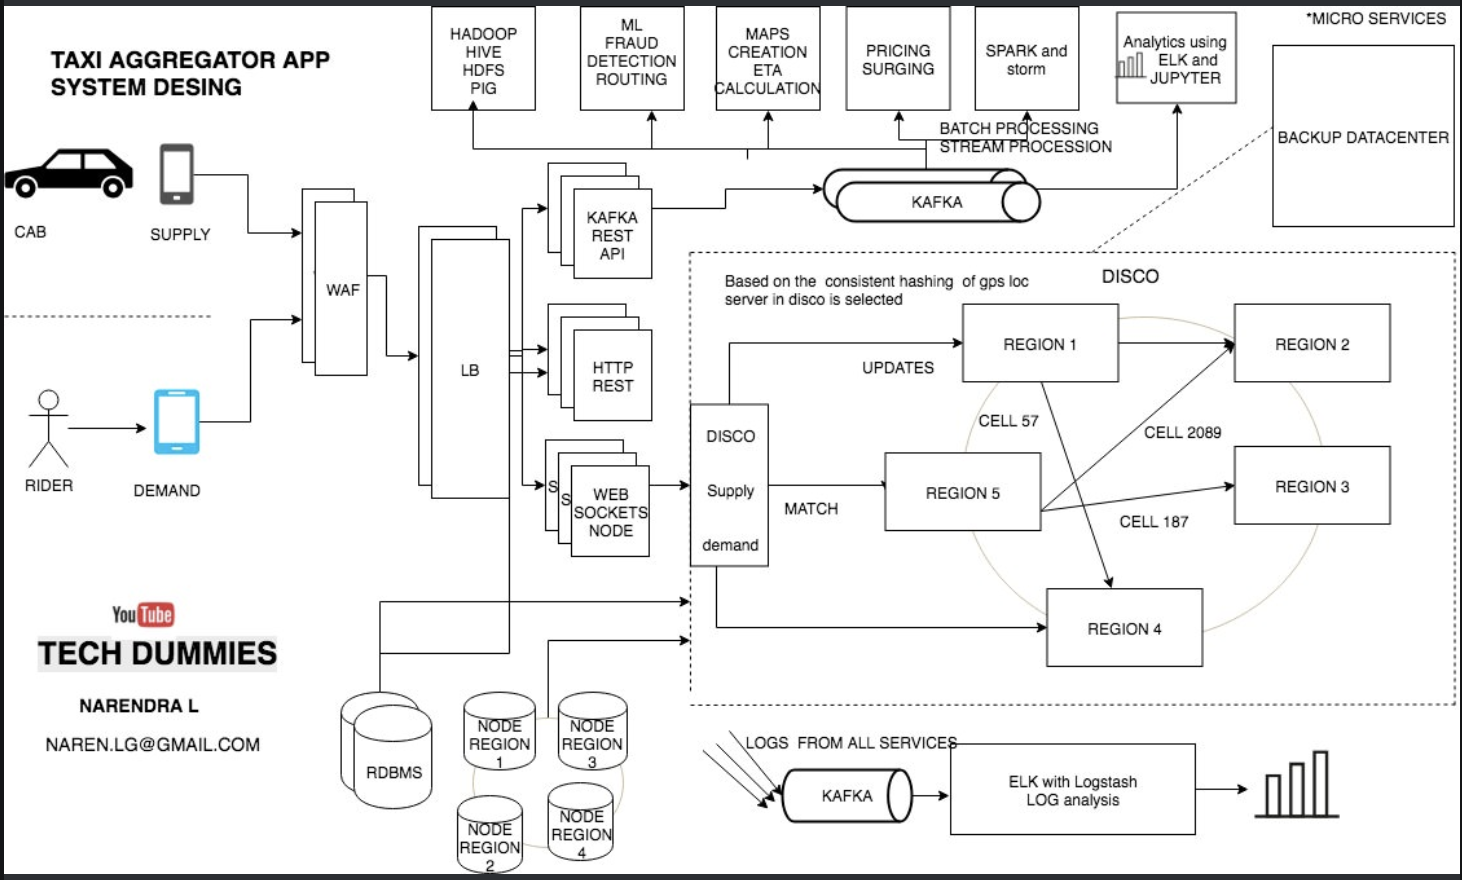 *MICRO SERVICES
TAXI AGGREGATOR APP
SYSTEM DESING
HADOOP
HIVE
HDFS
PIG
ML
FRAUD
DETECTION
ROUTING
MAPS
CREATION
ETA
CALCULATION
PRICING
SURGING
SPARK and
storm
Analytics using
ELK and
JUPYTER
BACKUP DATACENTER
BATCH PROCESSING
STREAM PROCESSION
CAB
SUPPLY
WAF
LB
KAFKA
REST
API
KAFKA
HTTP
REST
S
S
WEB
SOCKETS
NODE
RIDER
DEMAND
Based on the consistent hashing of gps loc
server in disco is selected
DISCO
REGION 1
REGION 2
UPDATES
CELL 57
CELL 2089
DISCO
Supply
demand
MATCH
REGION 5
REGION 3
CELL 187
REGION 4
YouTube
TECH DUMMIES
NARENDRA L
NAREN.LG@GMAIL.COM
RDBMS
NODE
REGION
1
NODE
REGION
3
NODE
REGION
2
NODE
REGION
4
LOGS FROM ALL SERVICES
KAFKA
ELK with Logstash
LOG analysis